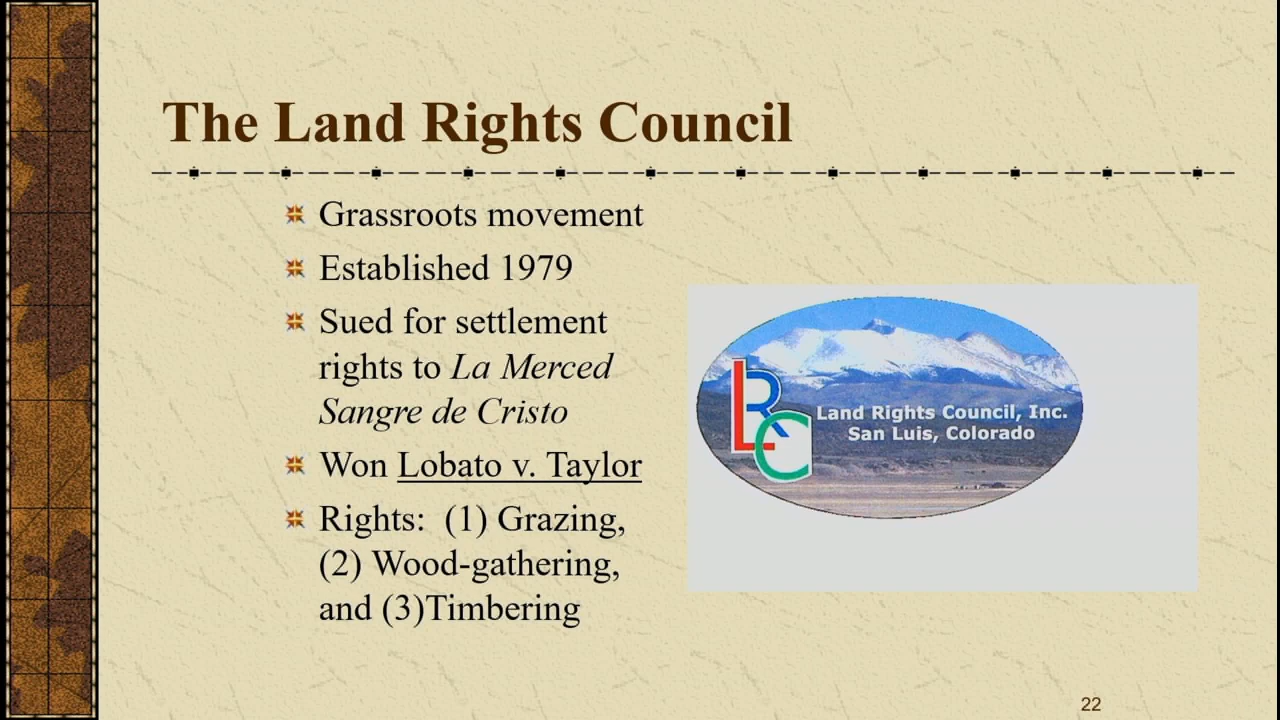 The Land Rights Council
Grassroots movement
Established 1979
Sued for settlement
rights to La Merced
Sangre de Cristo
Won Lobato v. Taylor
Rights:  (1) Grazing,
(2) Wood-gathering,
and (3)Timbering
LRC
Land Rights Council, Inc.
San Luis, Colorado
22